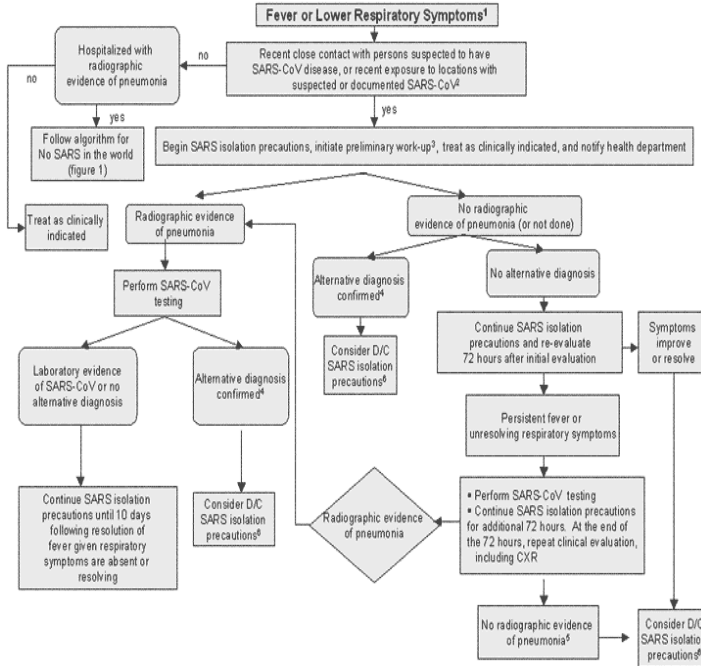 Fever or Lower Respiratory Symptoms¹
Hospitalized with
radiographic
evidence of pneumonia
no
no
Recent close contact with persons suspected to have
SARS-CoV disease, or recent exposure to locations with
suspected or documented SARS-CoV²
yes
yes
Follow algorithm for
No SARS in the world
(figure 1)
Begin SARS isolation precautions, initiate preliminary work-up³, treat as clinically indicated, and notify health department
Treat as clinically
indicated
Radiographic evidence
of pneumonia
No radiographic
evidence of pneumonia (or not done)
Perform SARS-CoV
testing
Alternative diagnosis
confirmed⁴
No alternative diagnosis
Laboratory evidence
of SARS-CoV or no
alternative diagnosis
Alternative diagnosis
confirmed⁴
Consider D/C
SARS isolation
precautions⁶
Continue SARS isolation
precautions and re-evaluate
72 hours after initial evaluation
Symptoms
improve
or resolve
Persistent fever or
unresolving respiratory symptoms
Continue SARS isolation
precautions until 10 days
following resolution of
fever given respiratory
symptoms are absent or
resolving
Consider D/C
SARS isolation
precautions⁶
Radiographic evidence
of pneumonia
▪ Perform SARS-CoV testing
▪ Continue SARS isolation precautions
for additional 72 hours. At the end of
the 72 hours, repeat clinical evaluation,
including CXR
No radiographic evidence
of pneumonia⁵
Consider D/C
SARS isolation
precautions⁶